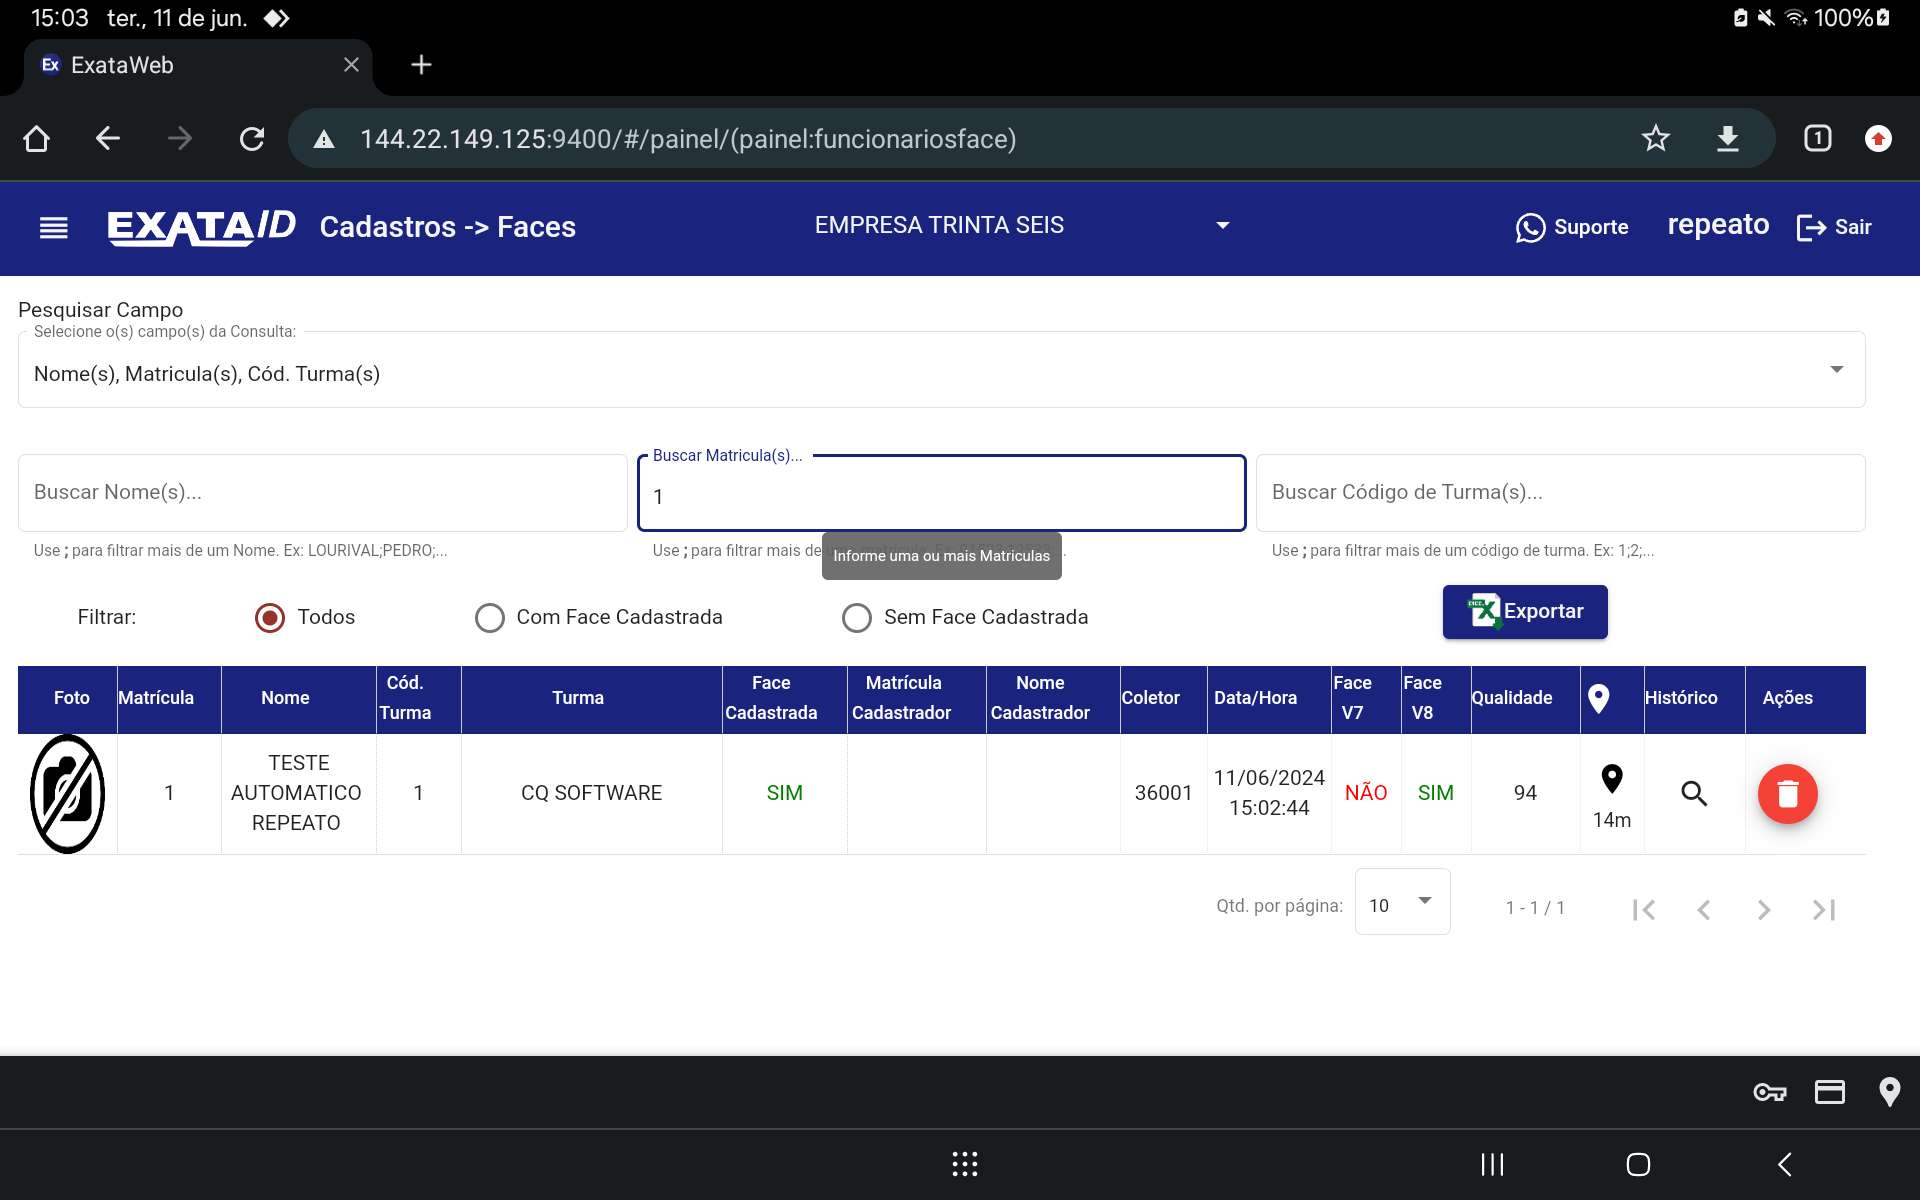 15:03 ter., 11 de jun. 100%
Ex ExataWeb
144.22.149.125:9400/#/painel/(painel:funcionariosface) 1
EXATA/D Cadastros -> Faces EMPRESA TRINTA SEIS Suporte repeato Sair
Pesquisar Campo
Selecione o(s) campo(s) da Consulta:
Nome(s), Matricula(s), Cód. Turma(s)
Buscar Matricula(s)...
Buscar Nome(s)... 1 Buscar Código de Turma(s)...
Use ; para filtrar mais de um Nome. Ex: LOURIVAL;PEDRO;... Use ; para filtrar mais de Use ; para filtrar mais de um código de turma. Ex: 1;2;...
Informe uma ou mais Matriculas
Filtrar: Todos Com Face Cadastrada Sem Face Cadastrada Exportar
Foto Matrícula Nome Cód. Turma Turma Face Cadastrada Matrícula Cadastrador Nome Cadastrador Coletor Data/Hora Face V7 Face V8 Qualidade Histórico Ações
1 TESTE AUTOMATICO REPEATO 1 CQ SOFTWARE SIM 36001 11/06/2024 15:02:44 NÃO SIM 94 14m
Qtd. por página: 10 1 - 1 / 1